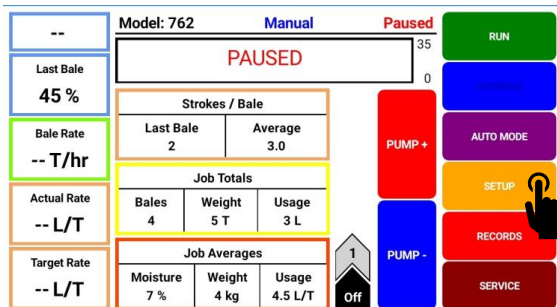 --
Model: 762
Manual
Paused
RUN
Last Bale
45 %
PAUSED
35
0
Strokes / Bale
Last Bale
2
Average
3.0
Bale Rate
-- T/hr
PUMP +
AUTO MODE
Job Totals
Bales
4
Weight
5 T
Usage
3 L
SETUP
Actual Rate
-- L/T
RECORDS
Job Averages
Moisture
7 %
Weight
4 kg
Usage
4.5 L/T
1
Off
PUMP -
Target Rate
-- L/T
SERVICE